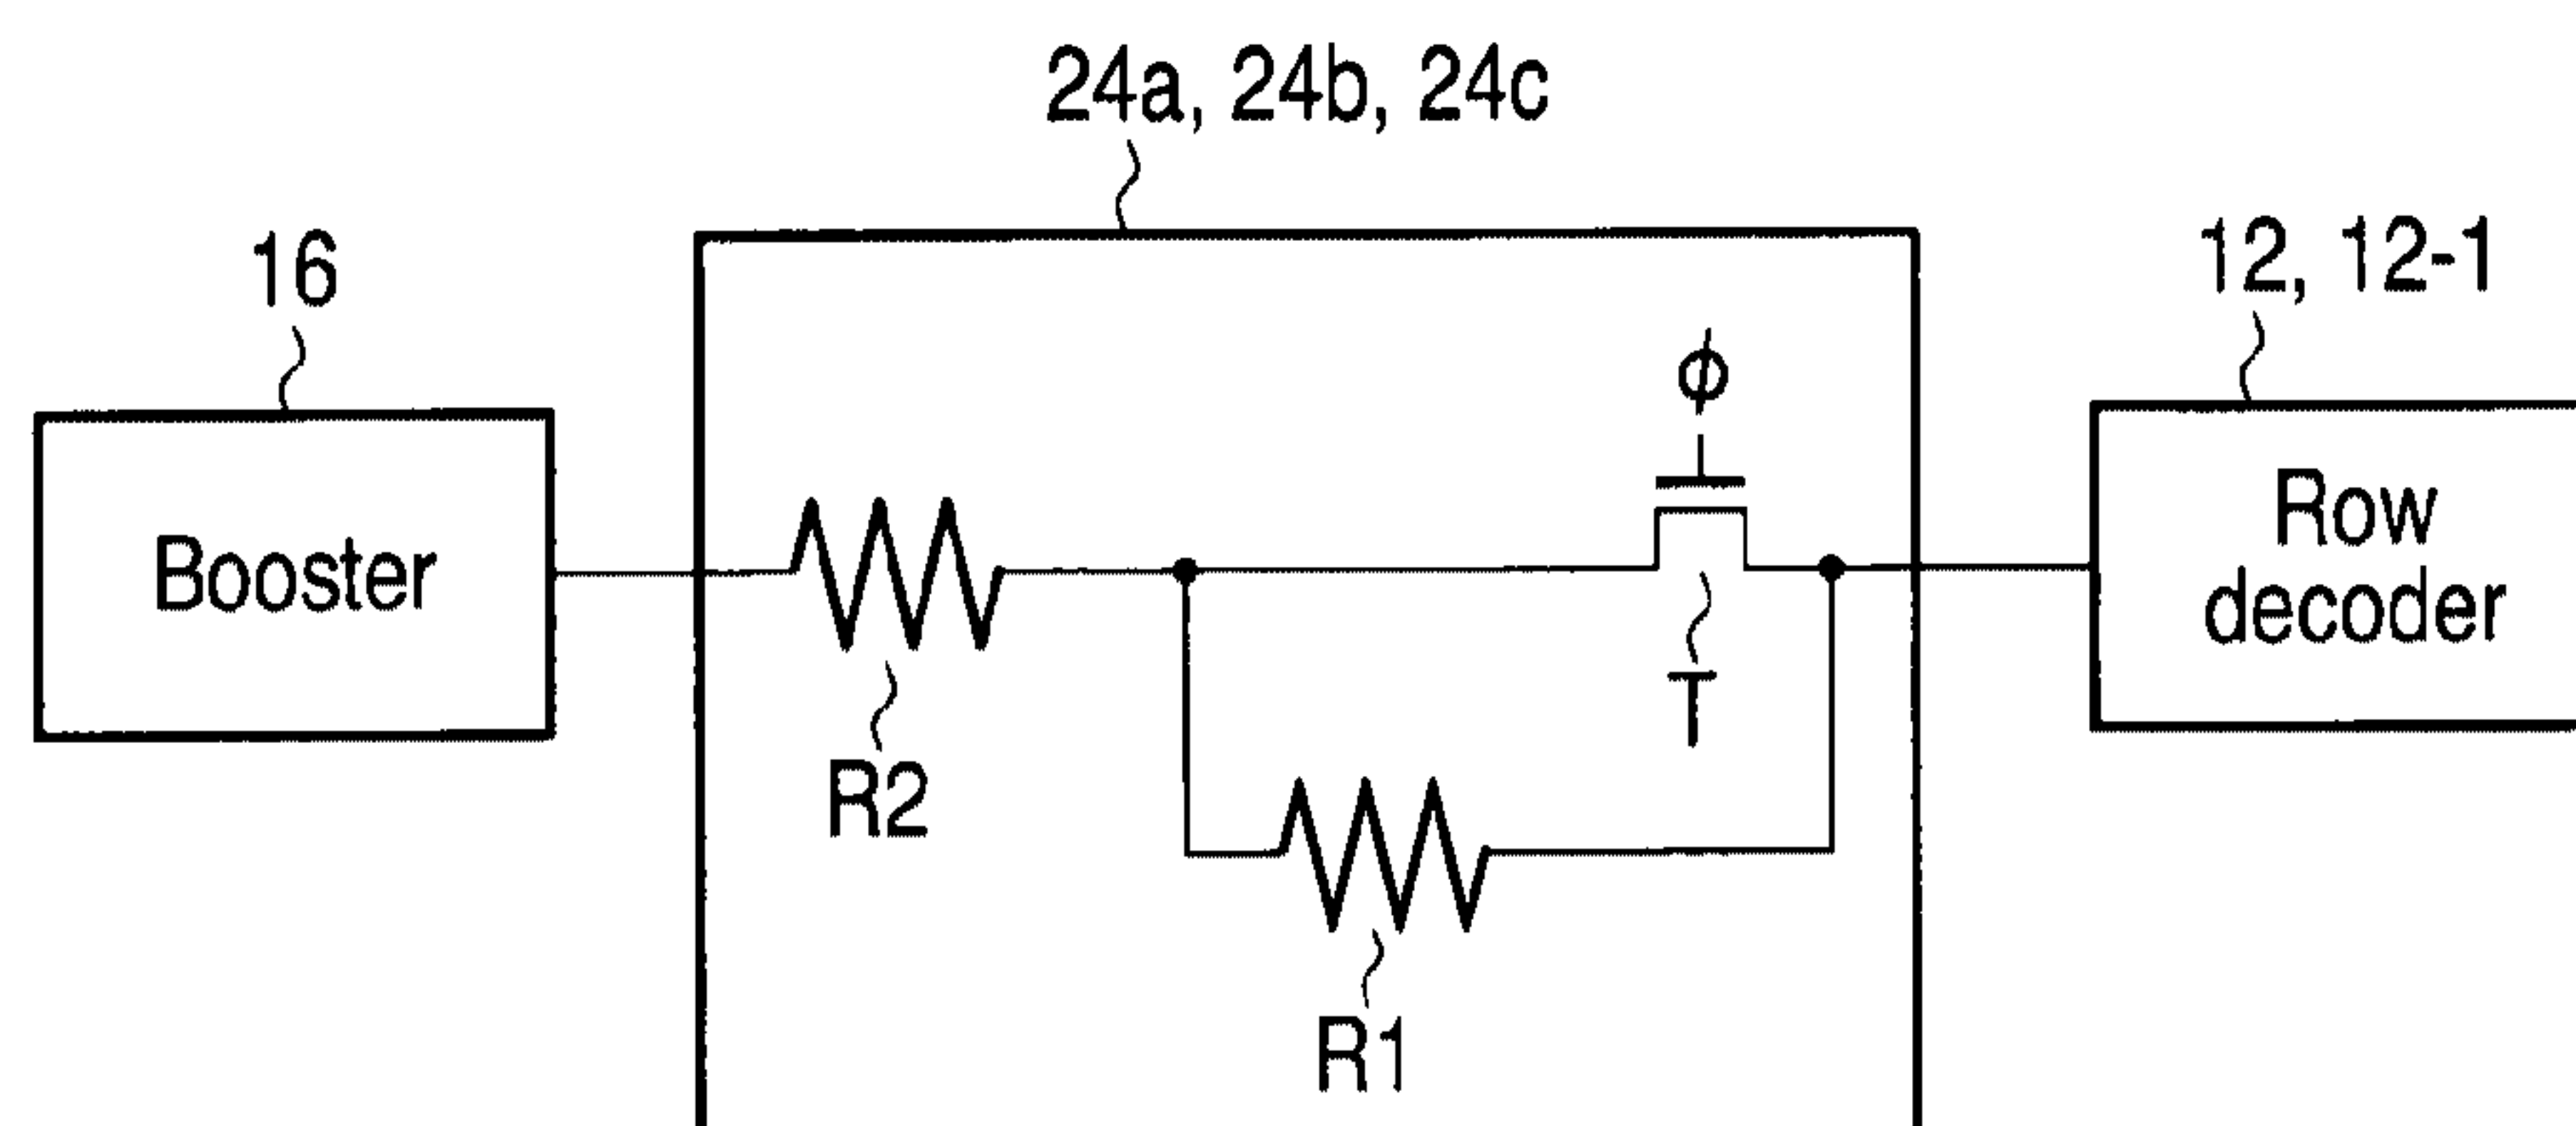 24a, 24b, 24c
16
12, 12-1
ϕ
Booster
Row
decoder
T
R2
R1